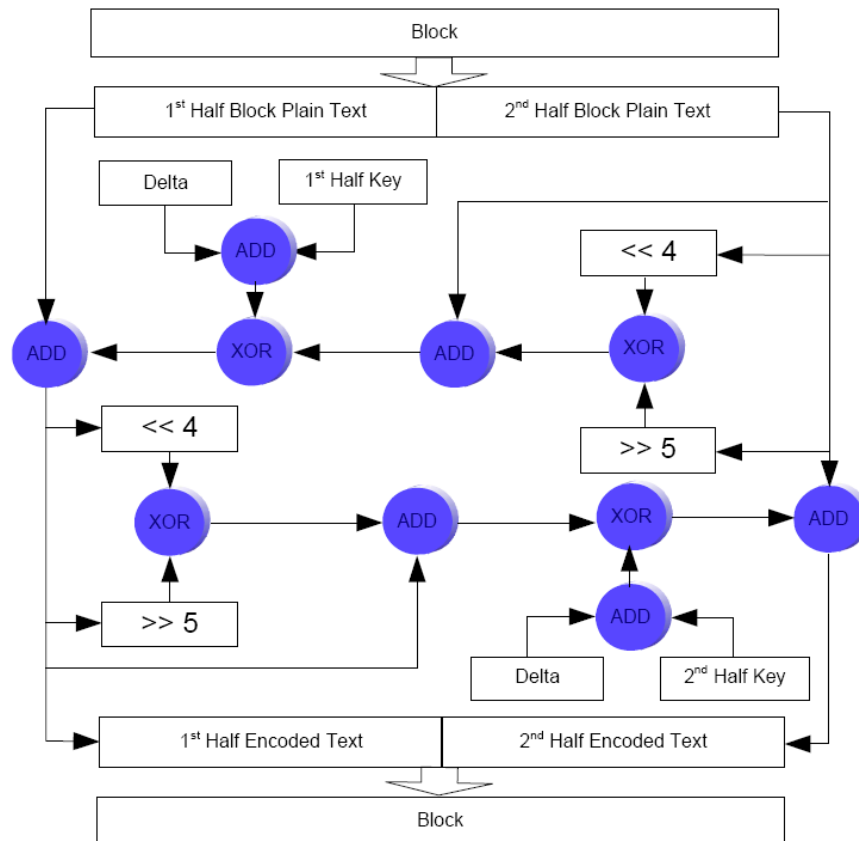 Block
1st Half Block Plain Text
2nd Half Block Plain Text
Delta
1st Half Key
ADD
<< 4
ADD
XOR
ADD
XOR
<< 4
>> 5
XOR
ADD
XOR
ADD
>> 5
ADD
Delta
2nd Half Key
1st Half Encoded Text
2nd Half Encoded Text
Block